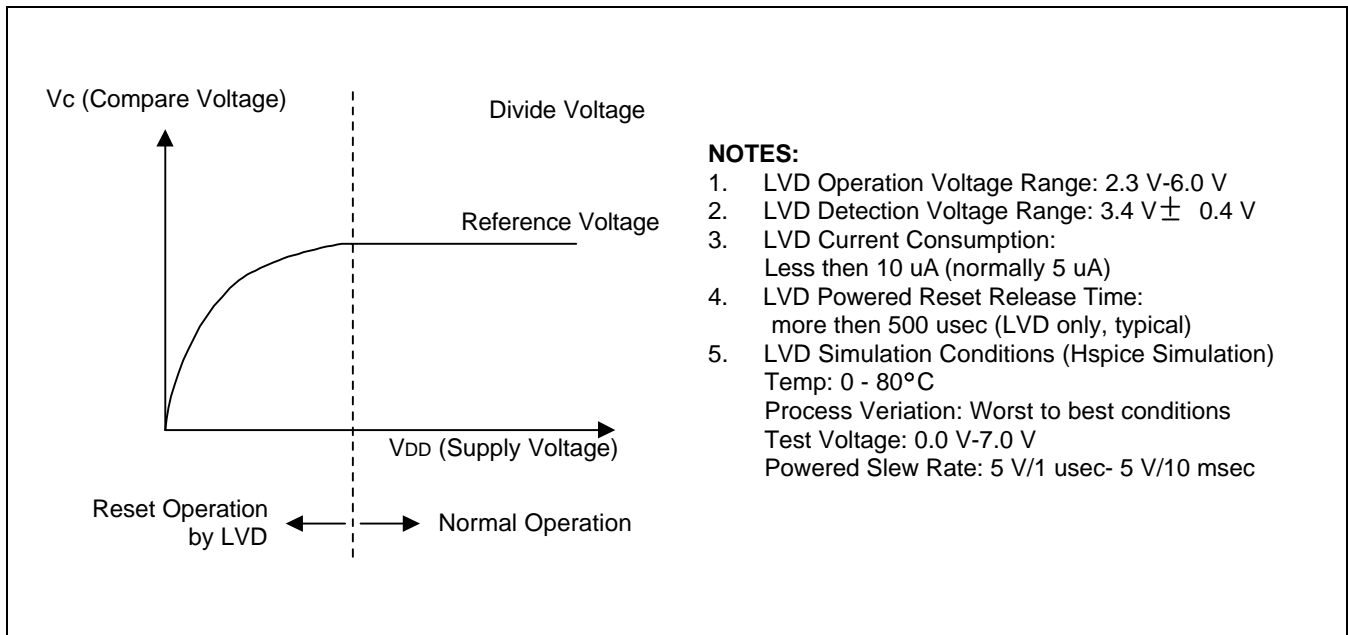 Vc (Compare Voltage)
Divide Voltage
Reference Voltage
VDD (Supply Voltage)
Reset Operation
by LVD
Normal Operation
NOTES:
1. LVD Operation Voltage Range: 2.3 V-6.0 V
2. LVD Detection Voltage Range: 3.4 V ± 0.4 V
3. LVD Current Consumption:
Less then 10 uA (normally 5 uA)
4. LVD Powered Reset Release Time:
more then 500 usec (LVD only, typical)
5. LVD Simulation Conditions (Hspice Simulation)
Temp: 0 - 80°C
Process Veriation: Worst to best conditions
Test Voltage: 0.0 V-7.0 V
Powered Slew Rate: 5 V/1 usec- 5 V/10 msec